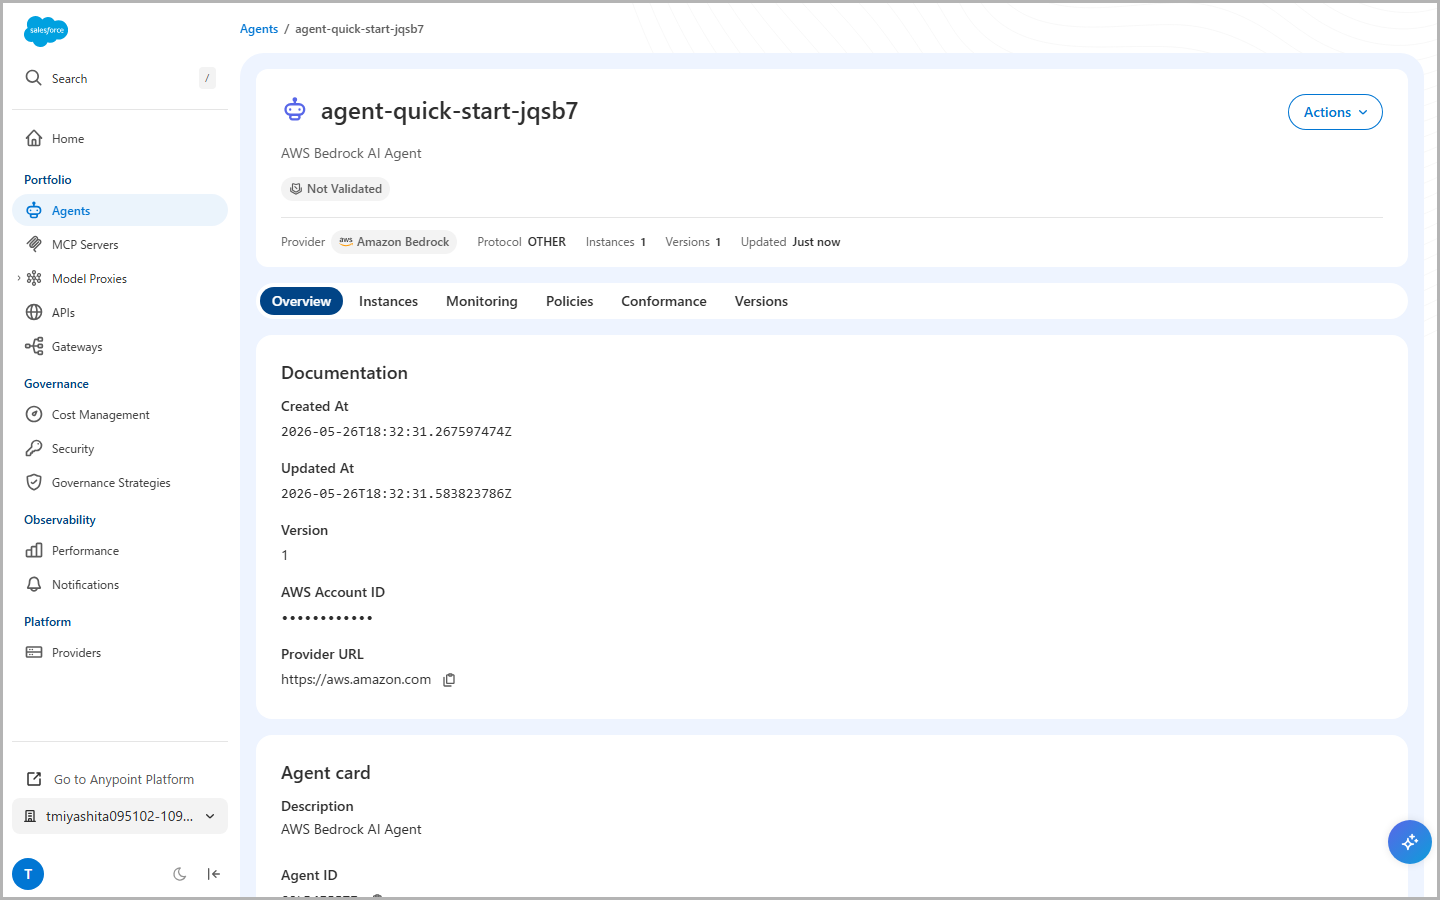 salesforce
Agents / agent-quick-start-jqsb7
Search /
Home
Portfolio
Agents
MCP Servers
Model Proxies
APIs
Gateways
Governance
Cost Management
Security
Governance Strategies
Observability
Performance
Notifications
Platform
Providers
Go to Anypoint Platform
tmiyashita095102-109...
T
agent-quick-start-jqsb7
Actions
AWS Bedrock AI Agent
Not Validated
Provider aws Amazon Bedrock Protocol OTHER Instances 1 Versions 1 Updated Just now
Overview Instances Monitoring Policies Conformance Versions
Documentation
Created At
2026-05-26T18:32:31.267597474Z
Updated At
2026-05-26T18:32:31.583823786Z
Version
1
AWS Account ID
••••••••••••
Provider URL
https://aws.amazon.com
Agent card
Description
AWS Bedrock AI Agent
Agent ID